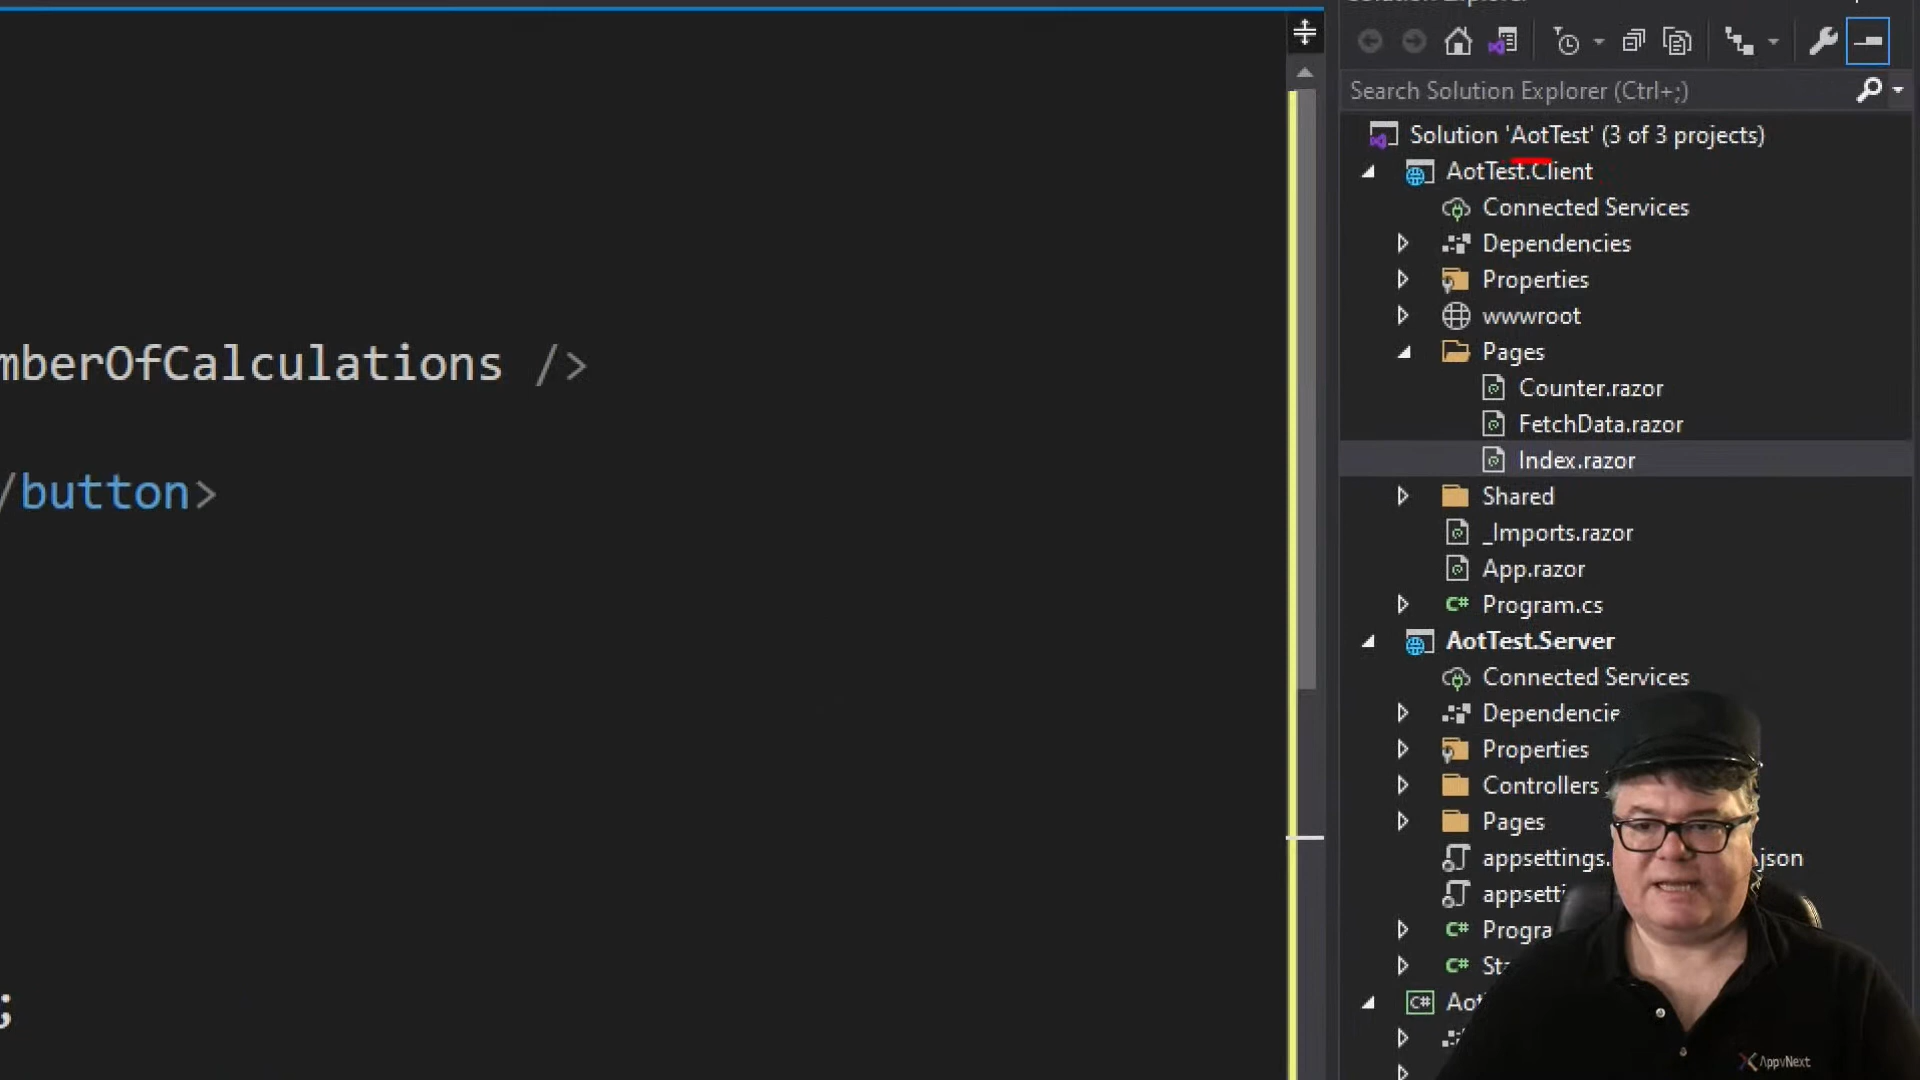 Search Solution Explorer (Ctrl+;)
Solution 'AotTest' (3 of 3 projects)
AotTest.Client
Connected Services
Dependencies
Properties
wwwroot
mberOfCalculations />
Pages
Counter.razor
FetchData.razor
Index.razor
/button>
Shared
_Imports.razor
App.razor
C# Program.cs
AotTest.Server
Connected Services
Dependencie
Properties
Controllers
Pages
appsettings. json
appsetti
C# Progra
C# Sta
;
C# Aot
AppvNext